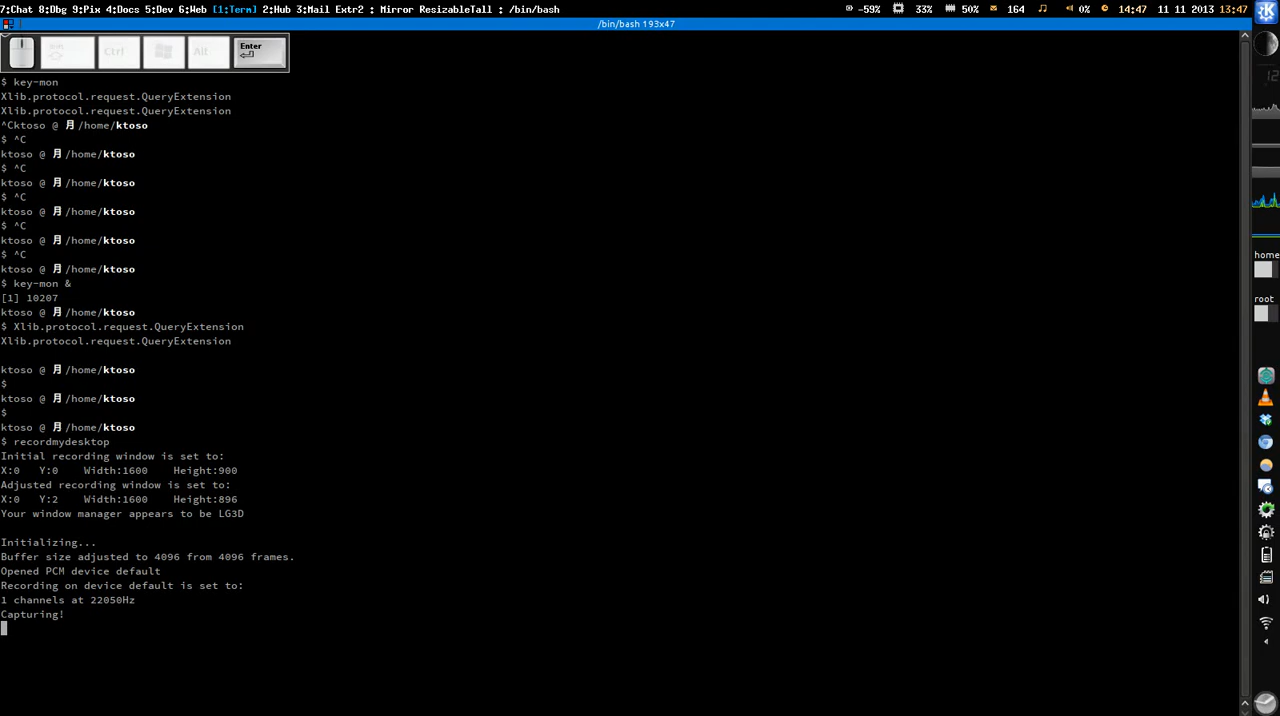 7:Chat 8:Dbg 9:Pix 4:Docs 5:Dev 6:Web [1:Term] 2:Hub 3:Mail Extr2 : Mirror ResizableTall : /bin/bash -59% 33% 50% 164 0% 14:47 11 11 2013 13:47
/bin/bash 193x47
Ctrl Alt Enter
$ key-mon
Xlib.protocol.request.QueryExtension
Xlib.protocol.request.QueryExtension
^Cktoso @ 月 /home/ktoso
$ ^C
ktoso @ 月 /home/ktoso
$ ^C
ktoso @ 月 /home/ktoso
$ ^C
ktoso @ 月 /home/ktoso
$ ^C
ktoso @ 月 /home/ktoso
$ ^C
ktoso @ 月 /home/ktoso
$ key-mon &
[1] 10207
ktoso @ 月 /home/ktoso
$ Xlib.protocol.request.QueryExtension
Xlib.protocol.request.QueryExtension
ktoso @ 月 /home/ktoso
$
ktoso @ 月 /home/ktoso
$
ktoso @ 月 /home/ktoso
$ recordmydesktop
Initial recording window is set to:
X:0 Y:0 Width:1600 Height:900
Adjusted recording window is set to:
X:0 Y:2 Width:1600 Height:896
Your window manager appears to be LG3D
Initializing...
Buffer size adjusted to 4096 from 4096 frames.
Opened PCM device default
Recording on device default is set to:
1 channels at 22050Hz
Capturing!
12
home
root